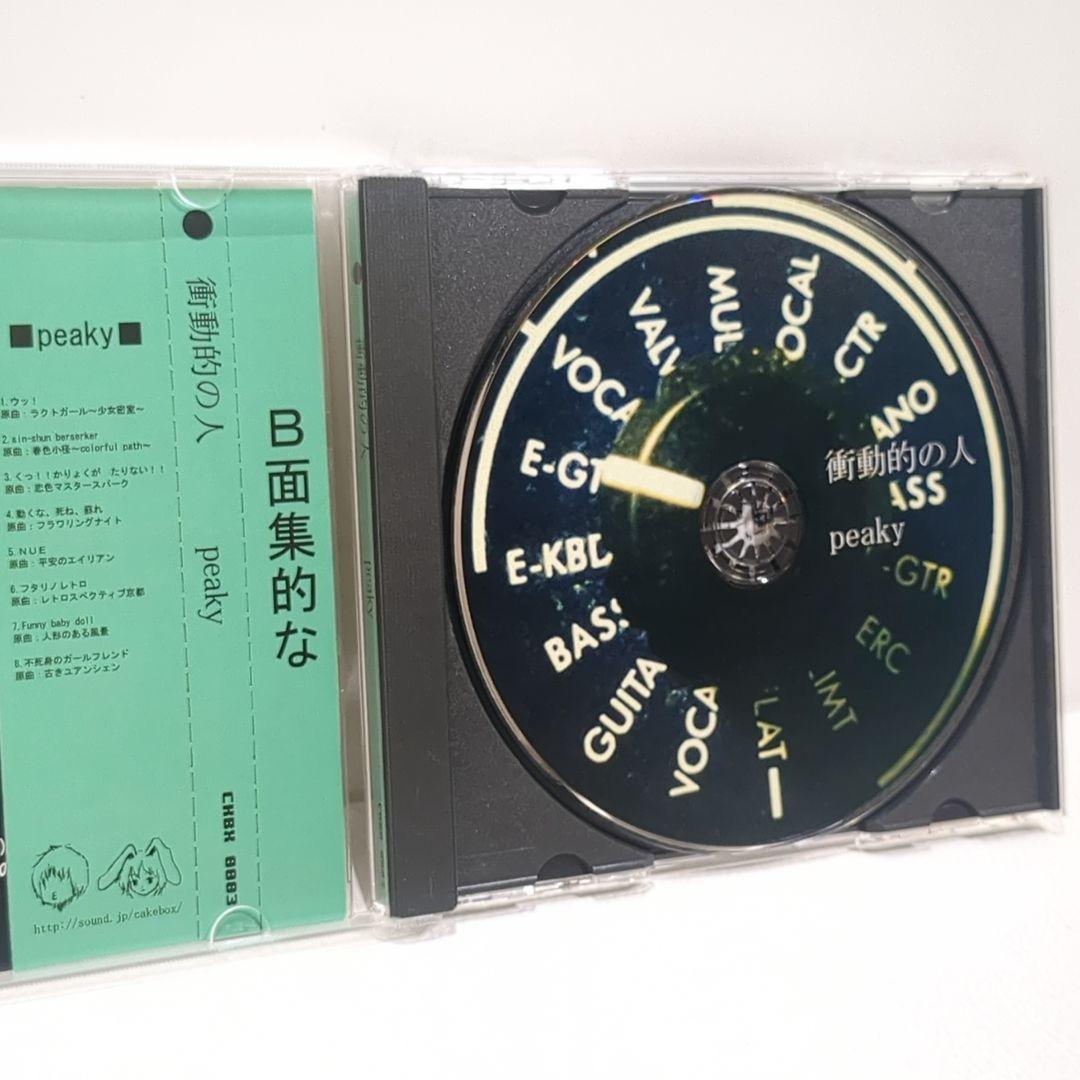 ■peaky■
1.ウッ！
原曲：ラクトガール～少女密室～
2.sin-shun berserker
原曲：春色小径～colorful path～
3.くっ！！かりょくが たりない！！
原曲：恋色マスタースパーク
4.動くな、死ね、蘇れ
原曲：フラワリングナイト
5.NUE
原曲：平安のエイリアン
6.フタリノレトロ
原曲：レトロスペクティブ京都
7.Funny baby doll
原曲：人形のある風景
8.不死身のガールフレンド
原曲：古きユアンシェン
http://sound.jp/cakebox/
衝動的の人
peaky
CKBX 0003
B面集的な
衝動的の人
peaky
VOCA
E-GT
E-KBD
BASS
GUITA
VOCA
LAT
IMT
ERC
-GTR
ASS
ANO
GTR
OCAL
VALV